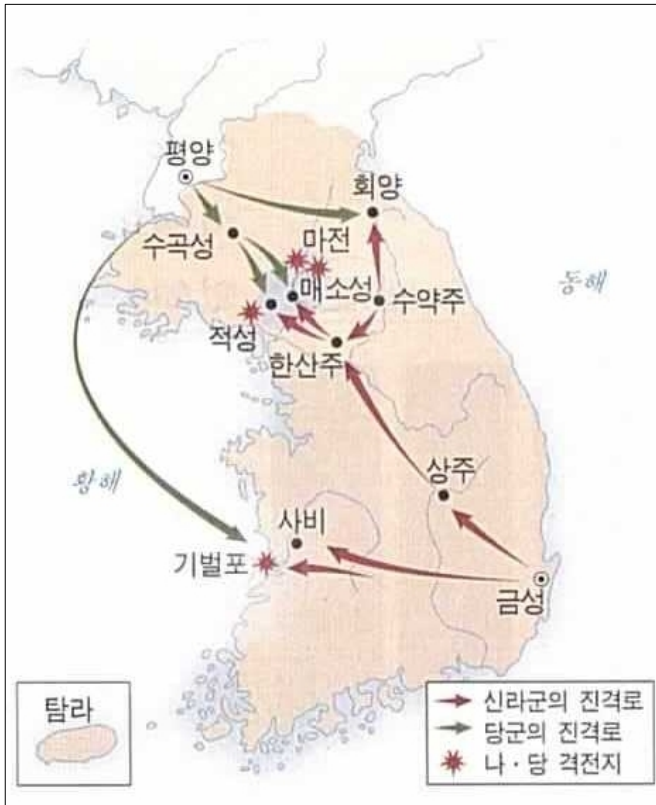 평양
회양
수곡성
마전
매소성
수약주
동해
적성
한산주
황해
상주
사비
기벌포
금성
탐라
신라군의 진격로
당군의 진격로
나·당 격전지